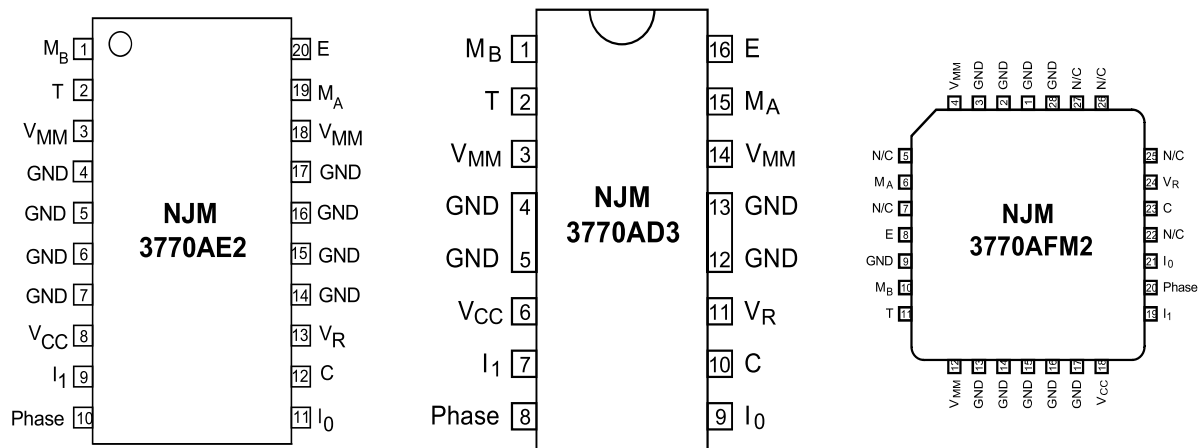 M_B 1 20 E
T 2 19 M_A
V_MM 3 18 V_MM
GND 4 17 GND
GND 5 16 GND
GND 6 15 GND
GND 7 14 GND
V_CC 8 13 V_R
I_1 9 12 C
Phase 10 11 I_0
NJM
3770AE2
M_B 1 16 E
T 2 15 M_A
V_MM 3 14 V_MM
GND 4 13 GND
GND 5 12 GND
V_CC 6 11 V_R
I_1 7 10 C
Phase 8 9 I_0
NJM
3770AD3
V_MM GND GND GND GND N/C N/C
4 3 2 1 28 27 26
N/C 5 25 N/C
M_A 6 24 V_R
N/C 7 23 C
E 8 22 N/C
GND 9 21 I_0
M_B 10 20 Phase
T 11 19 I_1
NJM
3770AFM2
12 13 14 15 16 17 18
V_MM GND GND GND GND GND V_CC